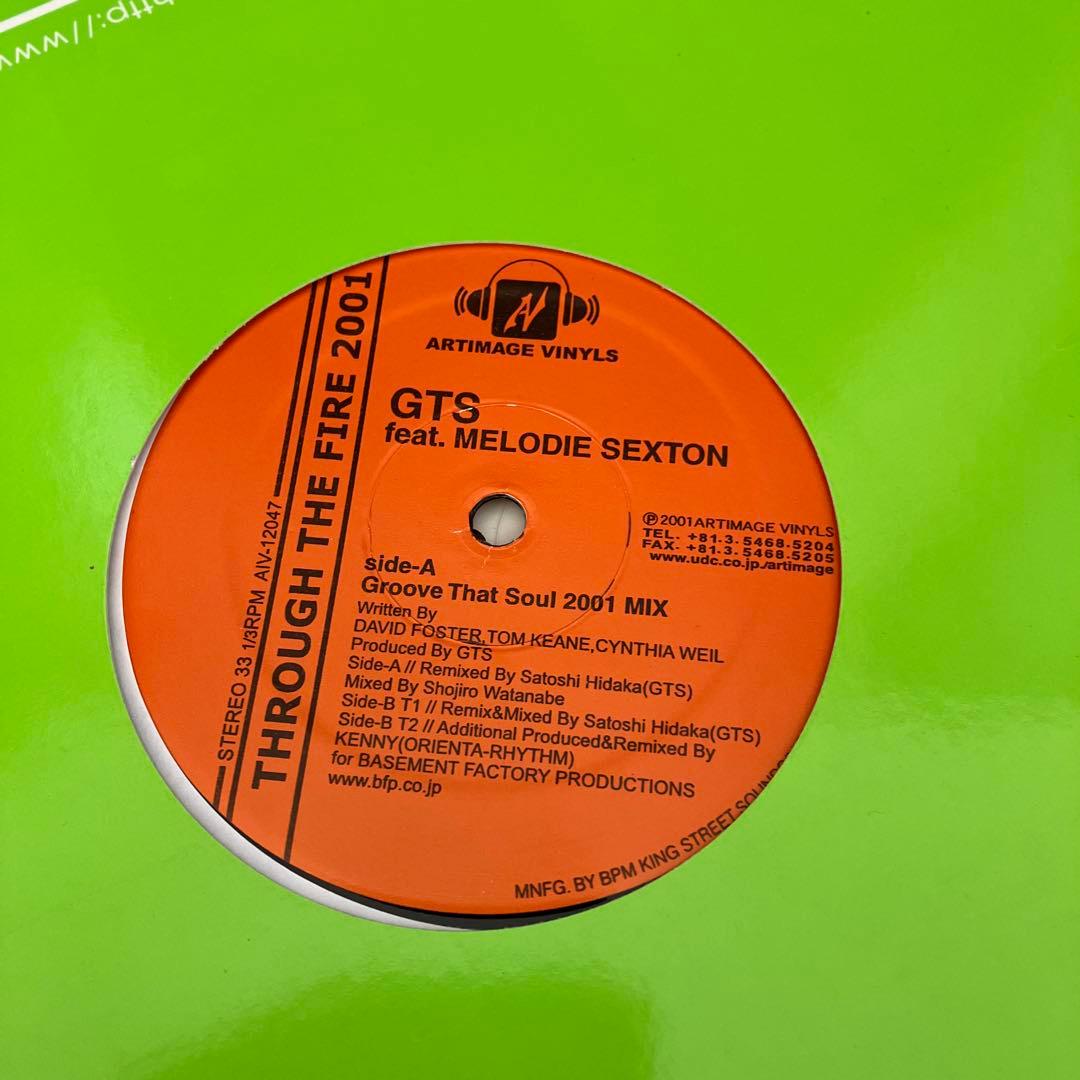 http://ww
ARTIMAGE VINYLS
GTS
feat. MELODIE SEXTON
℗2001 ARTIMAGE VINYLS
TEL. +81.3.5468.5204
FAX. +81.3.5468.5205
www.udc.co.jp./artimage
side-A
Groove That Soul 2001 MIX
Written By
DAVID FOSTER,TOM KEANE,CYNTHIA WEIL
Produced By GTS
Side-A // Remixed By Satoshi Hidaka(GTS)
Mixed By Shojiro Watanabe
Side-B T1 // Remix&Mixed By Satoshi Hidaka(GTS)
Side-B T2 // Additional Produced&Remixed By
KENNY(ORIENTA-RHYTHM)
for BASEMENT FACTORY PRODUCTIONS
www.bfp.co.jp
THROUGH THE FIRE 2001
STEREO 33 1/3RPM AIV-12047
MNFG. BY BPM KING STREET